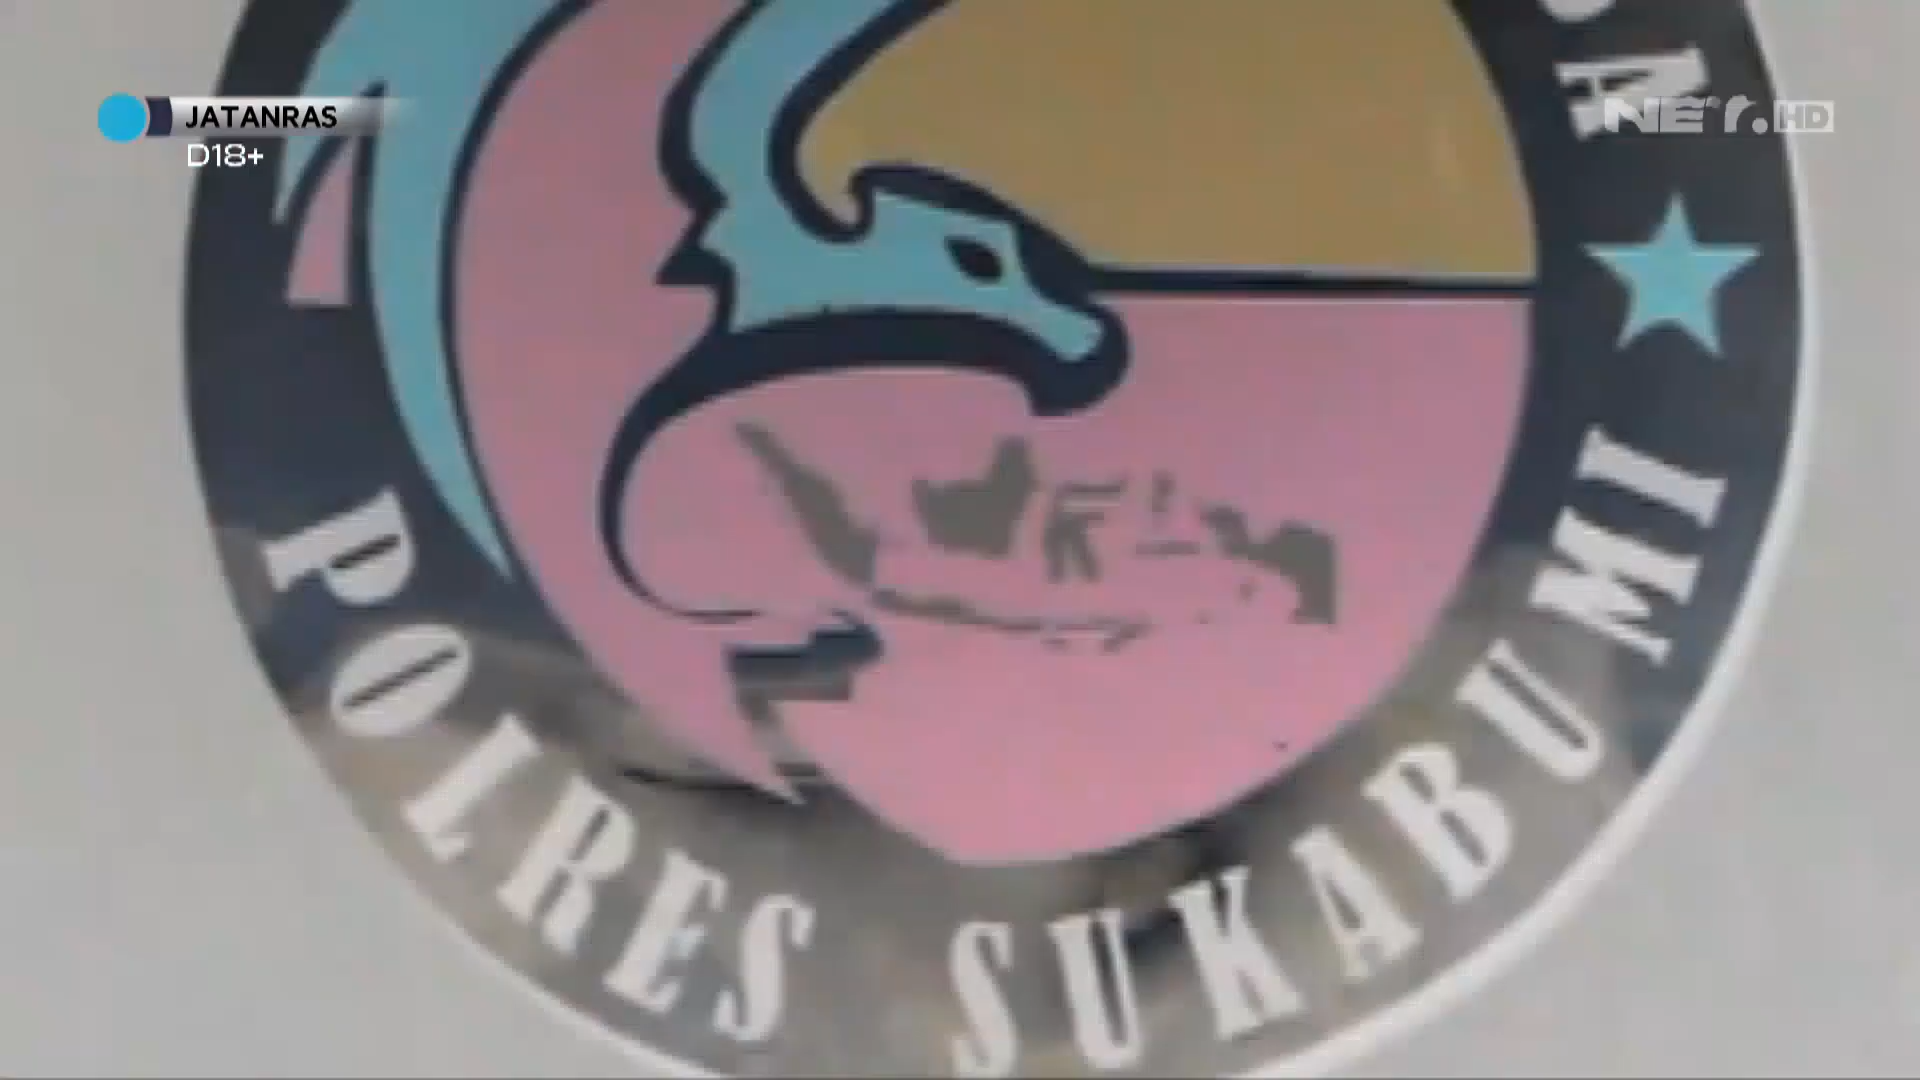 JATANRAS
D18+
NET. HD
POLRES SUKABUMI